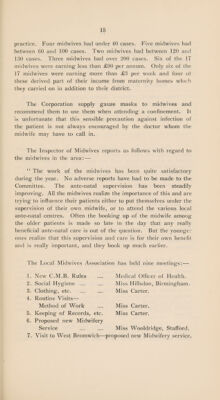 15
practice. Four midwives had under 40 cases. Five midwives had
between 60 and 100 cases. Two midwives had between 120 and
130 cases. Three midwives had over 200 cases. Six of the 17
midwives were earning less than £90 per annum. Only six of the
17 midwives were earning more than £3 per week and four of
these derived part of their income from maternity homes which
they carried on in addition to their district.
The Corporation supply gauze masks to midwives and
recommend them to use them when attending a confinement. It
is unfortunate that this sensible precaution against infection of
the patient is not always encouraged by the doctor whom the
midwife may have to call in.
The Inspector of Midwives reports as follows with regard to
the midwives in the area:—
" The work of the midwives has been quite satisfactory
during the year. No adverse reports have had to be made to the
Committee. The ante-natal supervision has been steadily
improving. All the midwives realize the importance of this and are
trying to influence their patients either to put themselves under the
supervision of their own midwife, or to attend the various local
ante-natal centres. Often the booking up of the midwife among
the older patients is made so late in the day that any really
beneficial ante-natal care is out of the question. But the younger
ones realize that this supervision and care is for their own benefit
and is really important, and they book up much earlier.
The Local Midwives Association has held nine meetings:—
1. New C.M.B. Rules ... Medical Officer of Health.
2. Social Hygiene ... ... Miss Hillsdon, Birmingham.
3. Clothing, etc. ... ... Miss Carter.
4. Routine Visits—
Method of Work ... Miss Carter.
5. Keeping of Records, etc. Miss Carter.
6. Proposed new Midwifery
Service ... ... Miss Wooldridge, Stafford.
7. Visit to West Bromwich—proposed new Midwifery service.